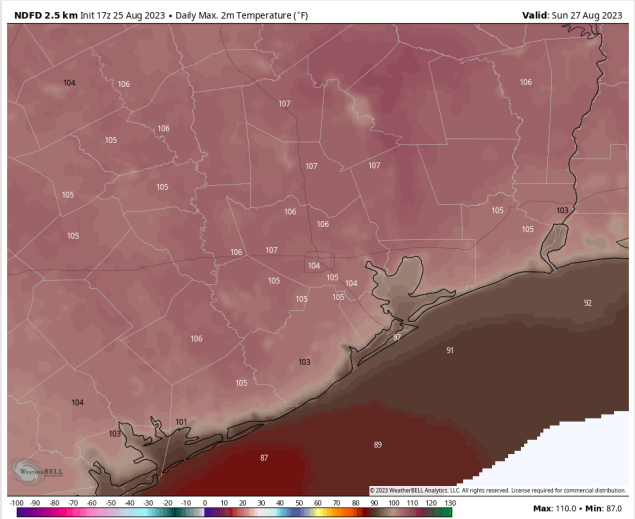 NDFD 2.5 km Init 17z 25 Aug 2023 • Daily Max. 2m Temperature (°F) Valid: Sun 27 Aug 2023
104 106 106
107
106
105
107 107
105 105
106 105 103
106 105
105
106 107
104
105 105 104
105 105
92
97
106 91
103
105
104
101
103 89
87
WeatherBELL
© 2023 WeatherBELL Analytics, LLC. All rights reserved. License required for commercial distribution.
-100 -90 -80 -70 -60 -50 -40 -30 -20 -10 0 10 20 30 40 50 60 70 80 90 100 110 120 130 Max: 110.0 • Min: 87.0